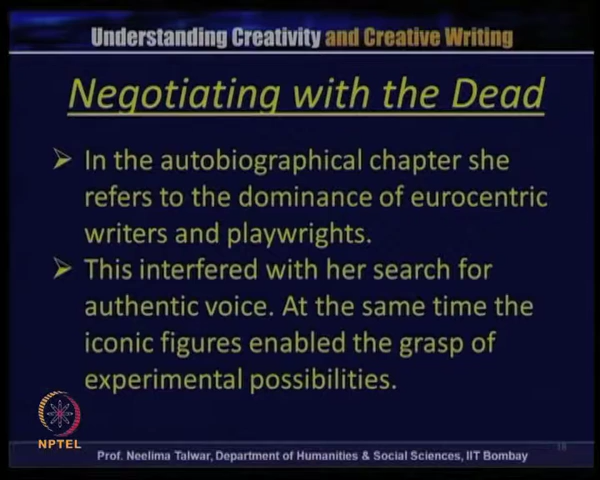 Understanding Creativity and Creative Writing
Negotiating with the Dead
➢ In the autobiographical chapter she
refers to the dominance of eurocentric
writers and playwrights.
➢ This interfered with her search for
authentic voice. At the same time the
iconic figures enabled the grasp of
experimental possibilities.
NPTEL
18
Prof. Neelima Talwar, Department of Humanities & Social Sciences, IIT Bombay